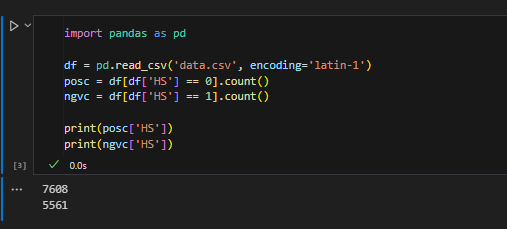 import pandas as pd
df = pd.read_csv('data.csv', encoding='latin-1')
posc = df[df['HS'] == 0].count()
ngvc = df[df['HS'] == 1].count()
print(posc['HS'])
print(ngvc['HS'])
[3]
0.0s
...
7608
5561